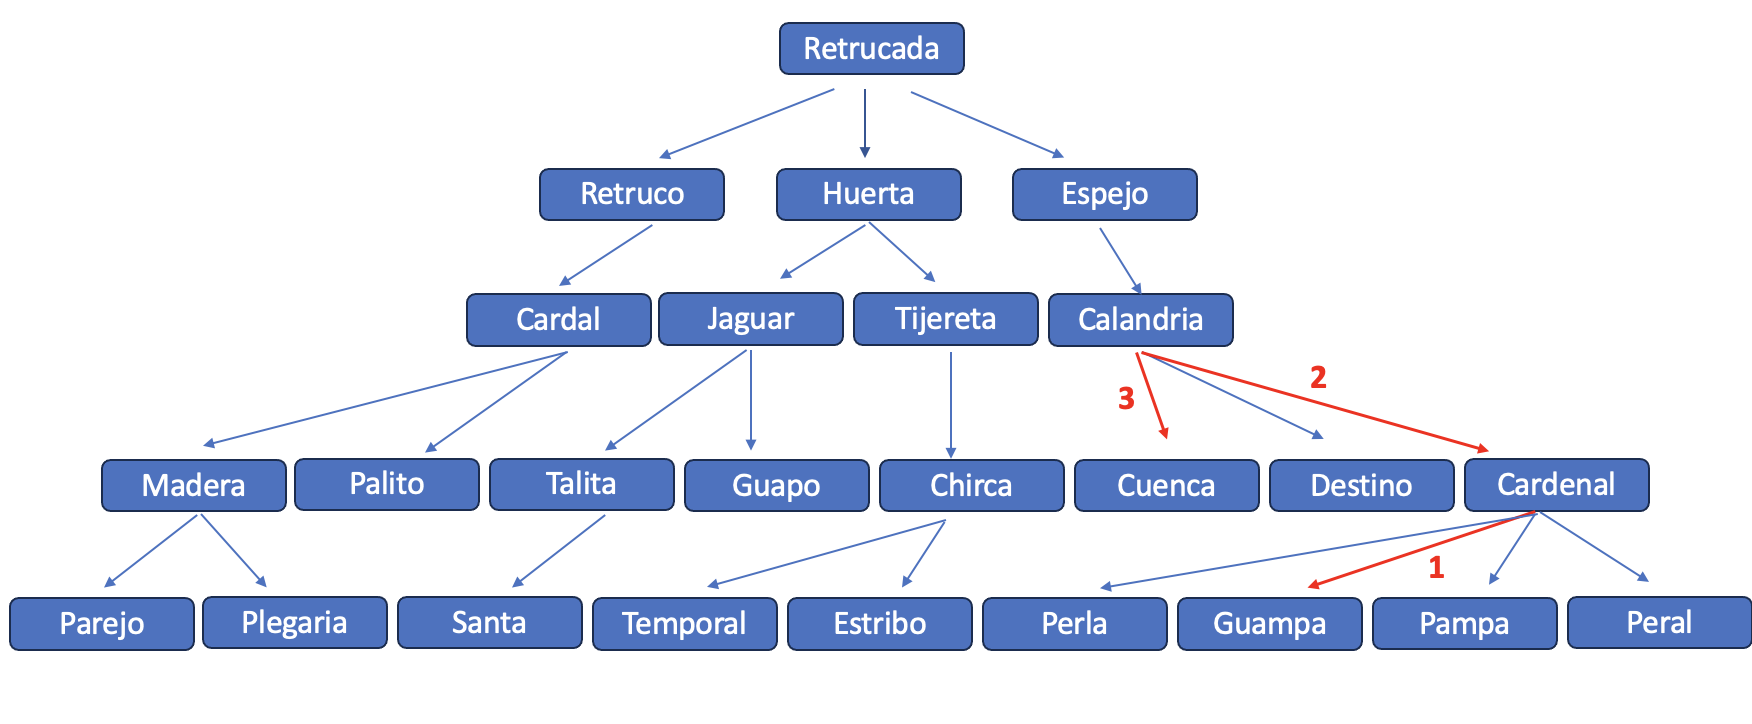 Retrucada
Retruco
Huerta
Espejo
Cardal
Jaguar
Tijereta
Calandria
3
2
Madera
Palito
Talita
Guapo
Chirca
Cuenca
Destino
Cardenal
1
Parejo
Plegaria
Santa
Temporal
Estribo
Perla
Guampa
Pampa
Peral